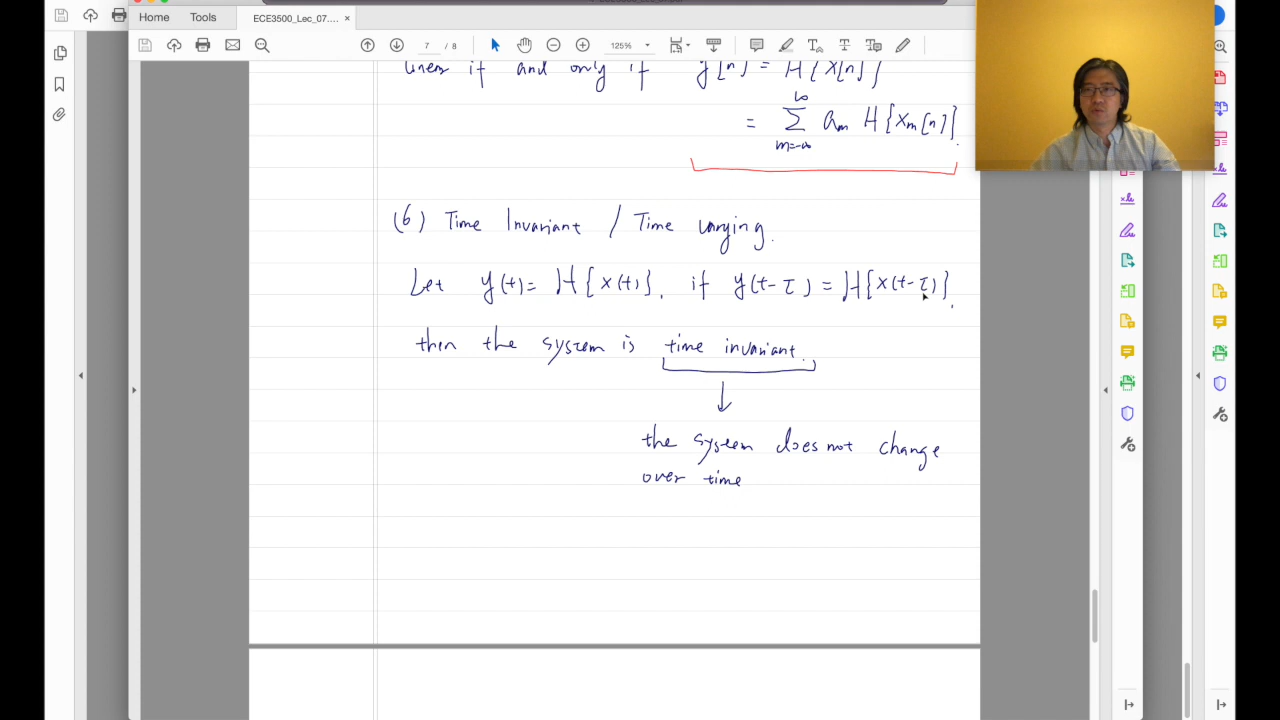 Home Tools ECE3500_Lec_07.... ×
7 / 8 125%
linear if and only if y[n] = H{x[n]}
= ∑_{m=-∞}^{∞} a_m H{x_m[n]}.
(6) Time Invariant / Time varying.
Let y(t) = H{x(t)}, if y(t-τ) = H{x(t-τ)},
then the system is time invariant.
↓
the system does not change
over time